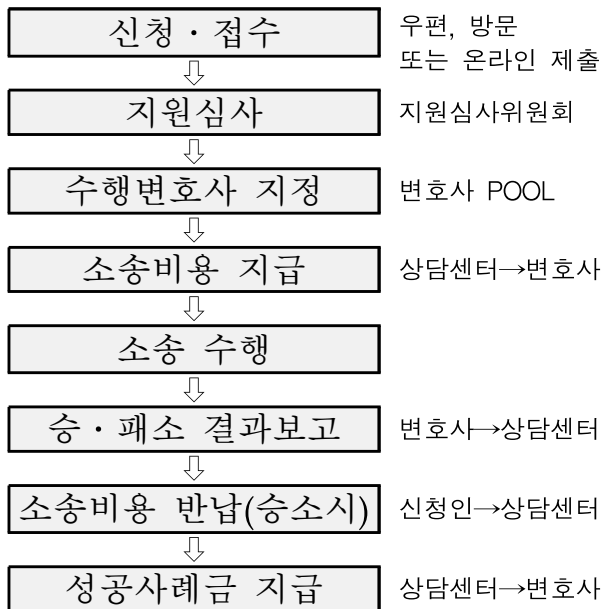 신청 · 접수
우편, 방문
또는 온라인 제출
지원심사
지원심사위원회
수행변호사 지정
변호사 POOL
소송비용 지급
상담센터→변호사
소송 수행
승 · 패소 결과보고
변호사→상담센터
소송비용 반납(승소시)
신청인→상담센터
성공사례금 지급
상담센터→변호사